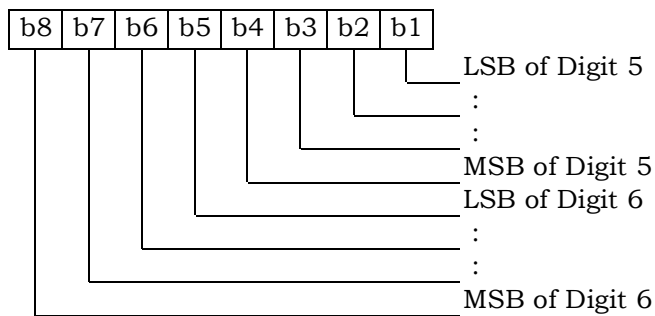 b8 b7 b6 b5 b4 b3 b2 b1
LSB of Digit 5
:
:
MSB of Digit 5
LSB of Digit 6
:
:
MSB of Digit 6